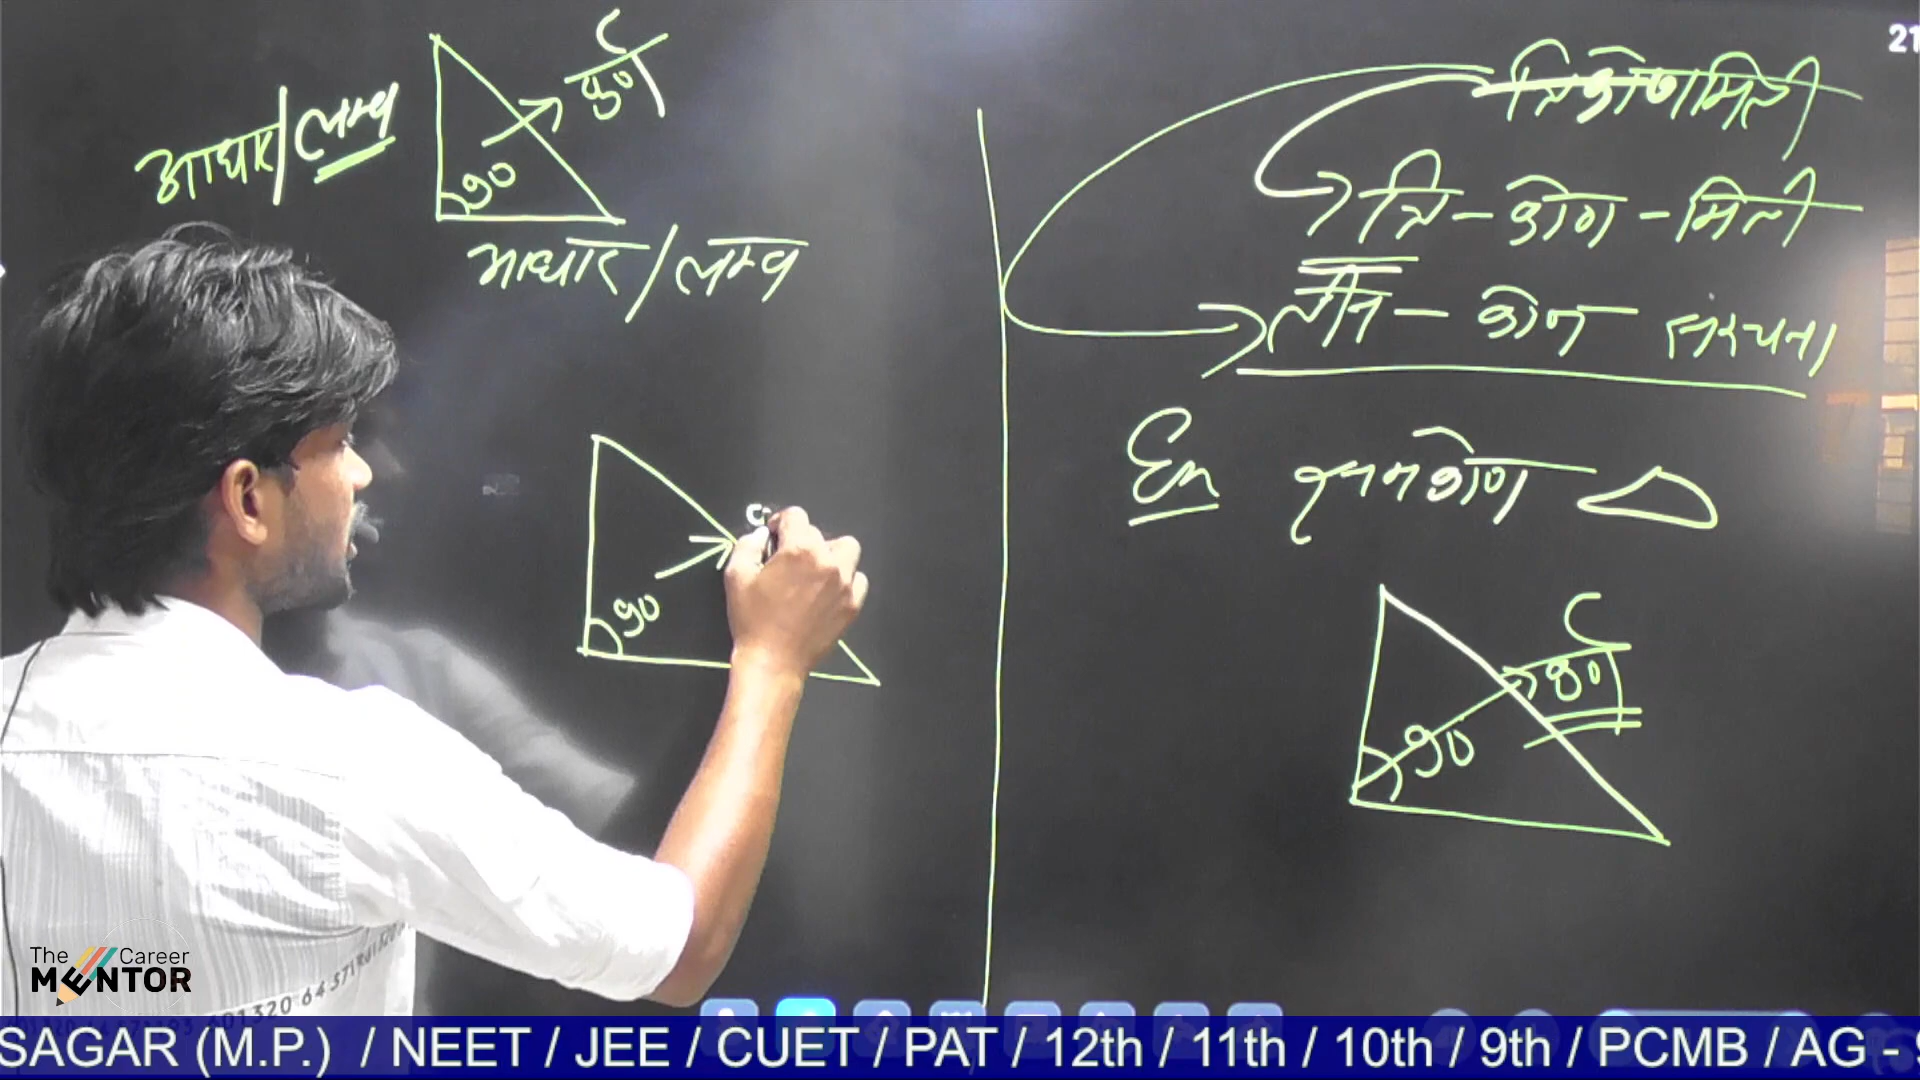 त्रिकोणमिती
त्रि - कोण - मिती
तीन - कोण संरचना
Ex समकोण
कर्ण
90
आधार/लम्ब
कर्ण
90
आधार/लम्ब
90
The Career
MENTOR
SAGAR (M.P.) / NEET / JEE / CUET / PAT / 12th / 11th / 10th / 9th / PCMB / AG -